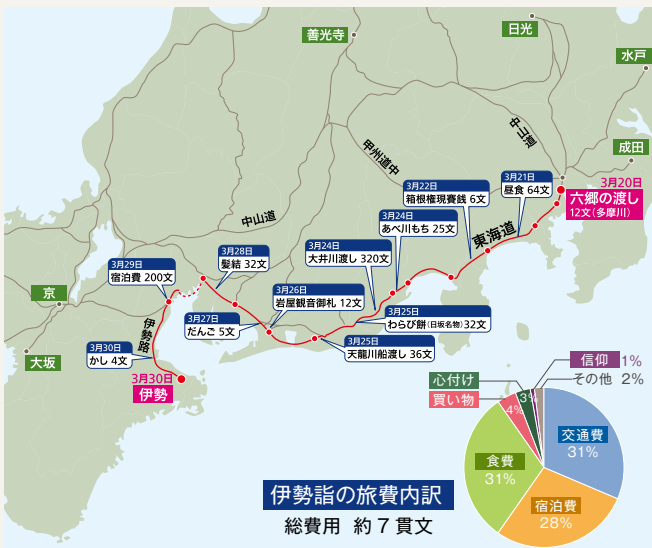 善光寺
日光
水戸
中山道
甲州道中
成田
3月20日
六郷の渡し
12文(多摩川)
3月21日
昼食 64文
3月22日
箱根権現賽銭 6文
東海道
3月24日
あべ川もち 25文
3月24日
大井川渡し 320文
中山道
3月28日
髪結 32文
3月29日
宿泊費 200文
3月26日
岩屋観音御札 12文
京
3月27日
だんご 5文
3月25日
わらび餅(日坂名物)32文
3月25日
天龍川船渡し 36文
伊勢路
大坂
3月30日
かし 4文
3月30日
伊勢
信仰 1%
その他 2%
心付け 3%
買い物 4%
交通費
31%
食費
31%
宿泊費
28%
伊勢詣の旅費内訳
総費用 約7貫文